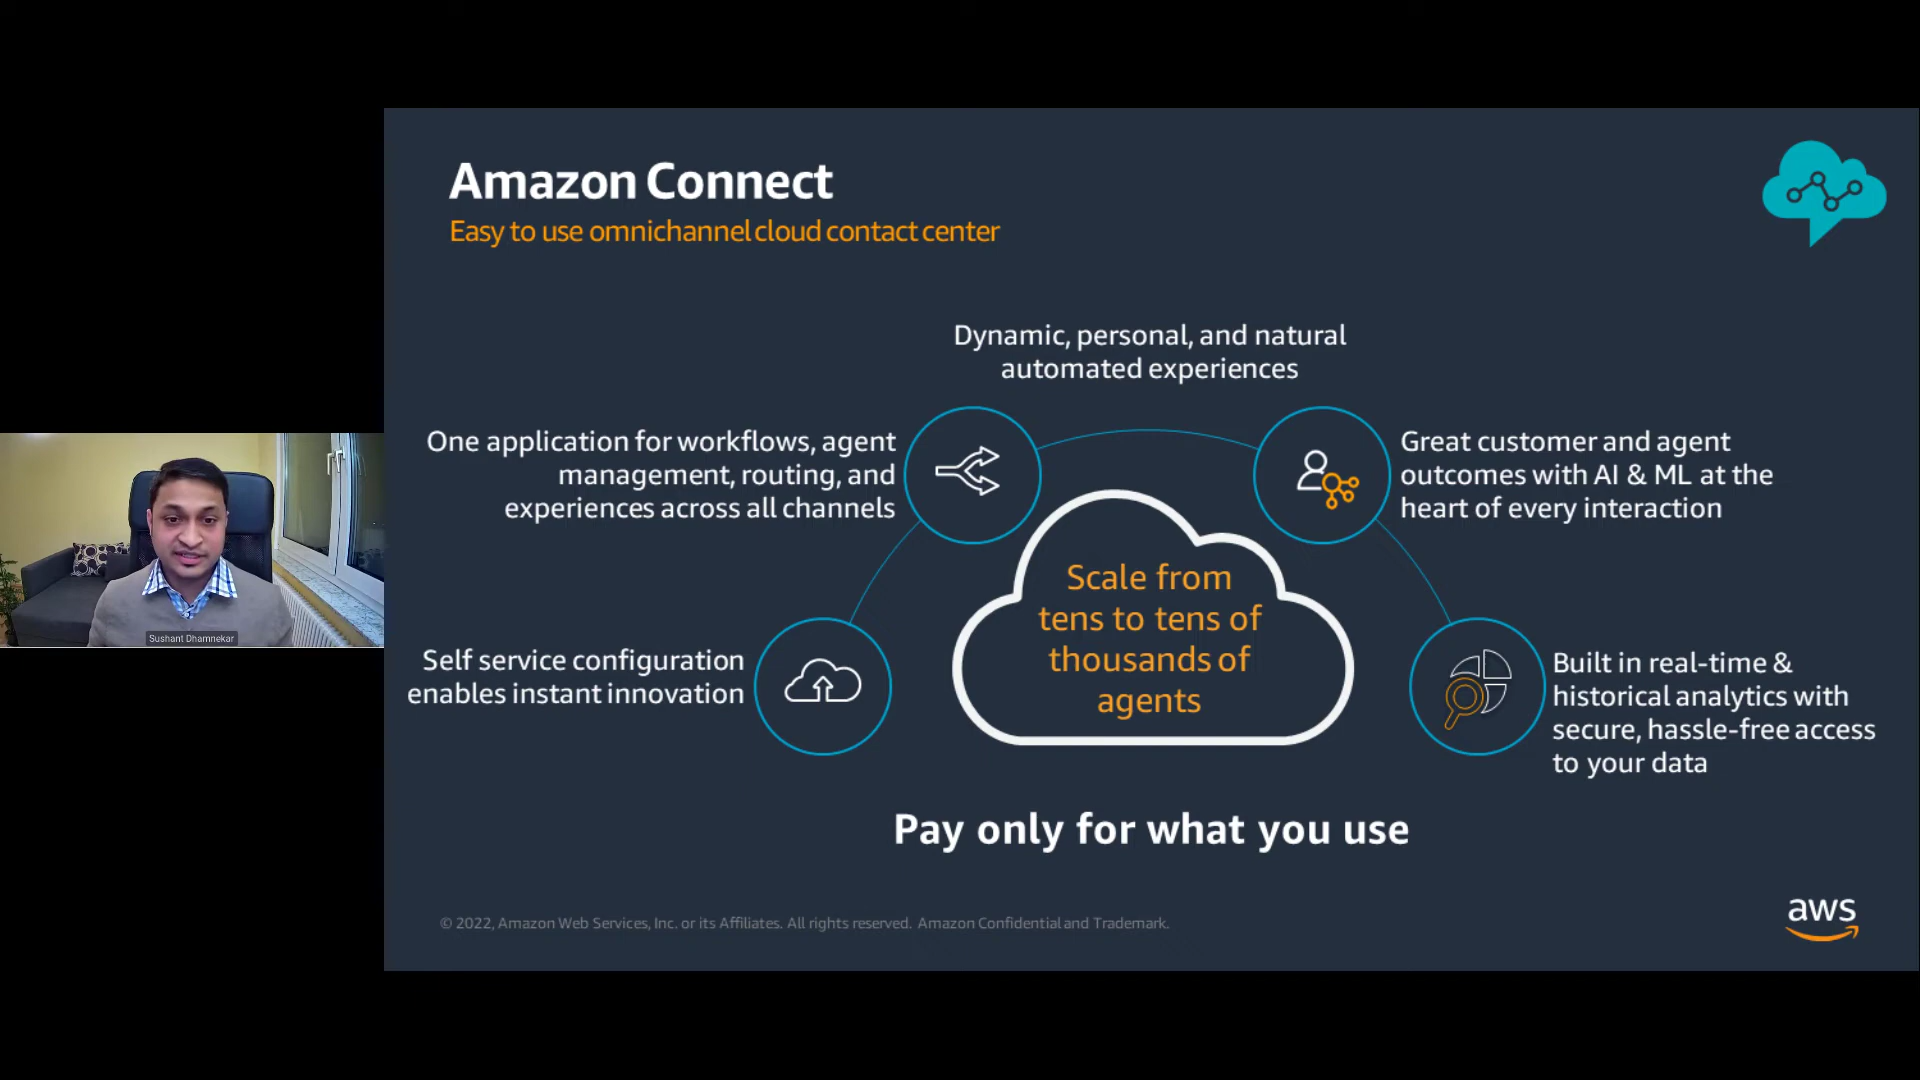 Amazon Connect
Easy to use omnichannel cloud contact center
Dynamic, personal, and natural
automated experiences
One application for workflows, agent
management, routing, and
experiences across all channels
Great customer and agent
outcomes with AI & ML at the
heart of every interaction
Scale from
tens to tens of
thousands of
agents
Self service configuration
enables instant innovation
Built in real-time &
historical analytics with
secure, hassle-free access
to your data
Pay only for what you use
© 2022, Amazon Web Services, Inc. or its Affiliates. All rights reserved. Amazon Confidential and Trademark.
aws
Sushant Dhamnekar